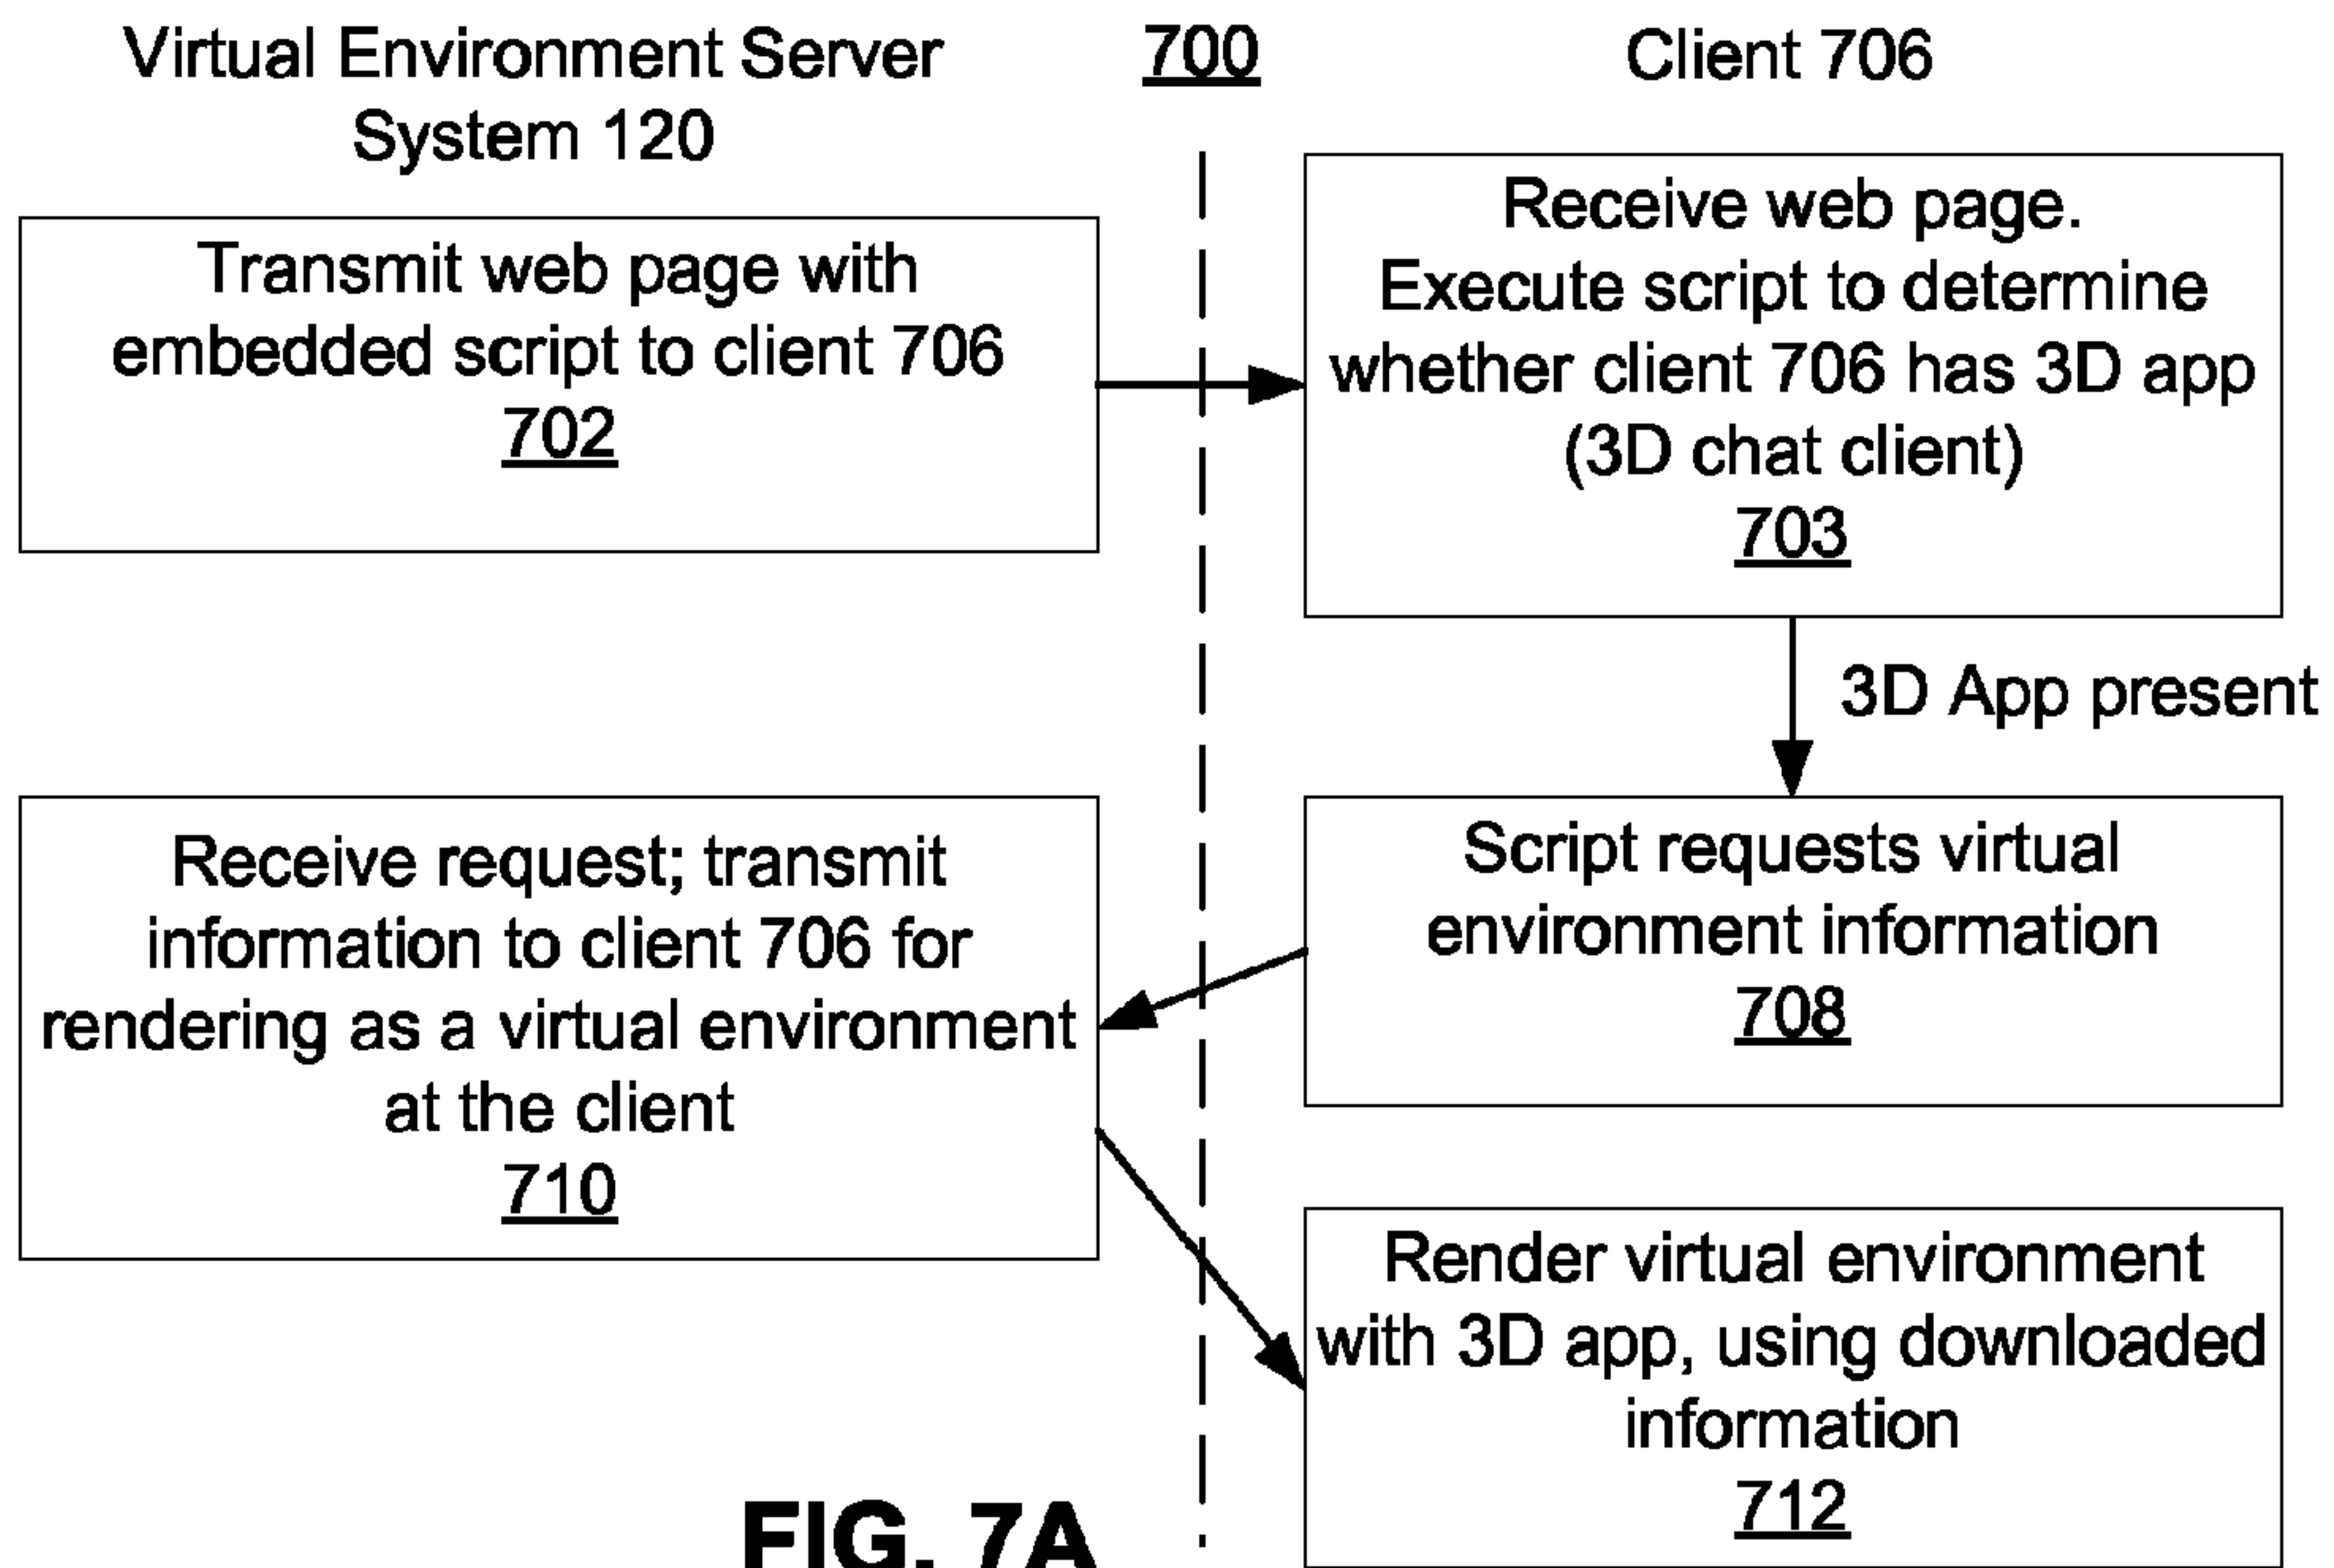 Virtual Environment Server
System 120
700
Client 706
Transmit web page with
embedded script to client 706
702
Receive web page.
Execute script to determine
whether client 706 has 3D app
(3D chat client)
703
3D App present
Script requests virtual
environment information
708
Receive request; transmit
information to client 706 for
rendering as a virtual environment
at the client
710
Render virtual environment
with 3D app, using downloaded
information
712
FIG. 7A